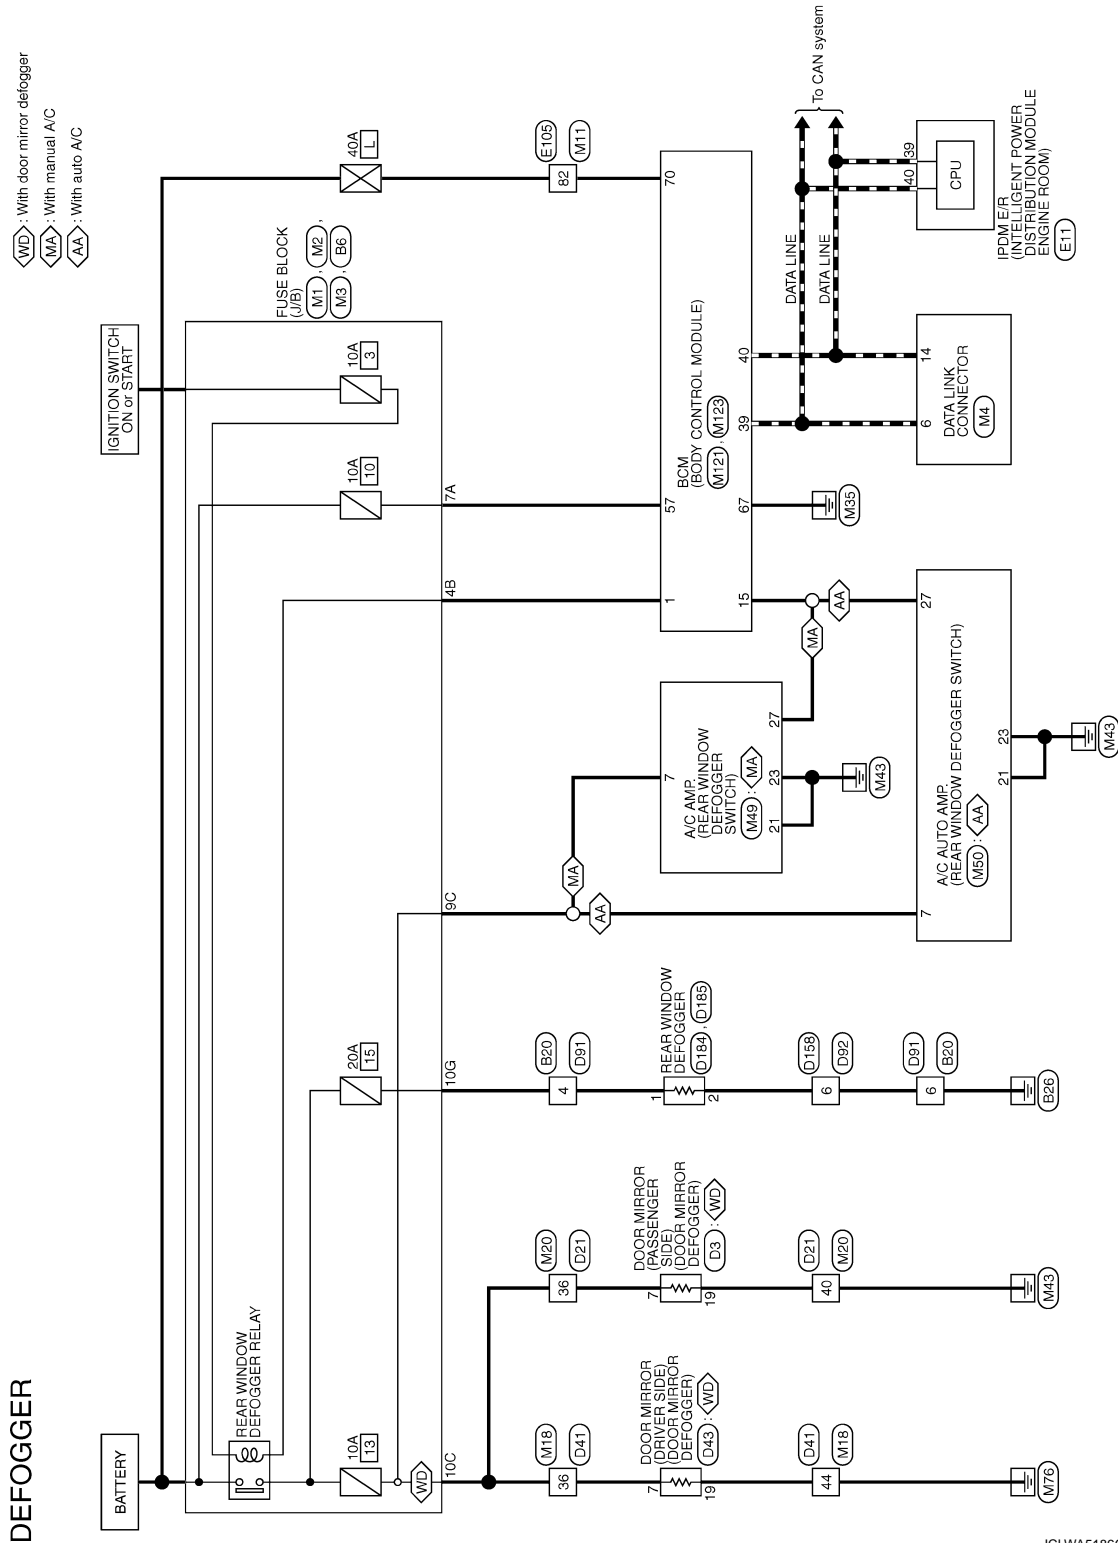 DEFOGGER
WD : With door mirror defogger
MA : With manual A/C
AA : With auto A/C
BATTERY
IGNITION SWITCH
ON or START
FUSE BLOCK
(J/B)
M1 , M2 ,
M3 , B6
REAR WINDOW
DEFOGGER RELAY
10A
13
20A
15
10A
10
10A
3
40A
L
WD
10C
10G
9C
4B
7A
M18
36
D41
M20
36
D21
B20
4
D91
E105
82
M11
MA
AA
DOOR MIRROR
(DRIVER SIDE)
(DOOR MIRROR
DEFOGGER)
D43 : WD
7
19
DOOR MIRROR
(PASSENGER
SIDE)
(DOOR MIRROR
DEFOGGER)
D3 : WD
7
19
REAR WINDOW
DEFOGGER
D184 , D185
1
2
7
A/C AMP.
(REAR WINDOW
DEFOGGER
SWITCH)
M49 : MA
21
23
27
M43
1
57
70
BCM
(BODY CONTROL MODULE)
M121 , M123
15
67
39
40
MA
AA
M35
DATA LINE
DATA LINE
To CAN system
D41
44
M18
D21
40
M20
D158
6
D92
D91
6
B20
7
27
A/C AUTO AMP.
(REAR WINDOW DEFOGGER SWITCH)
M50 : AA
21
23
M43
6
14
DATA LINK
CONNECTOR
M4
40
39
CPU
IPDM E/R
(INTELLIGENT POWER
DISTRIBUTION MODULE
ENGINE ROOM)
E11
M76
M43
B26